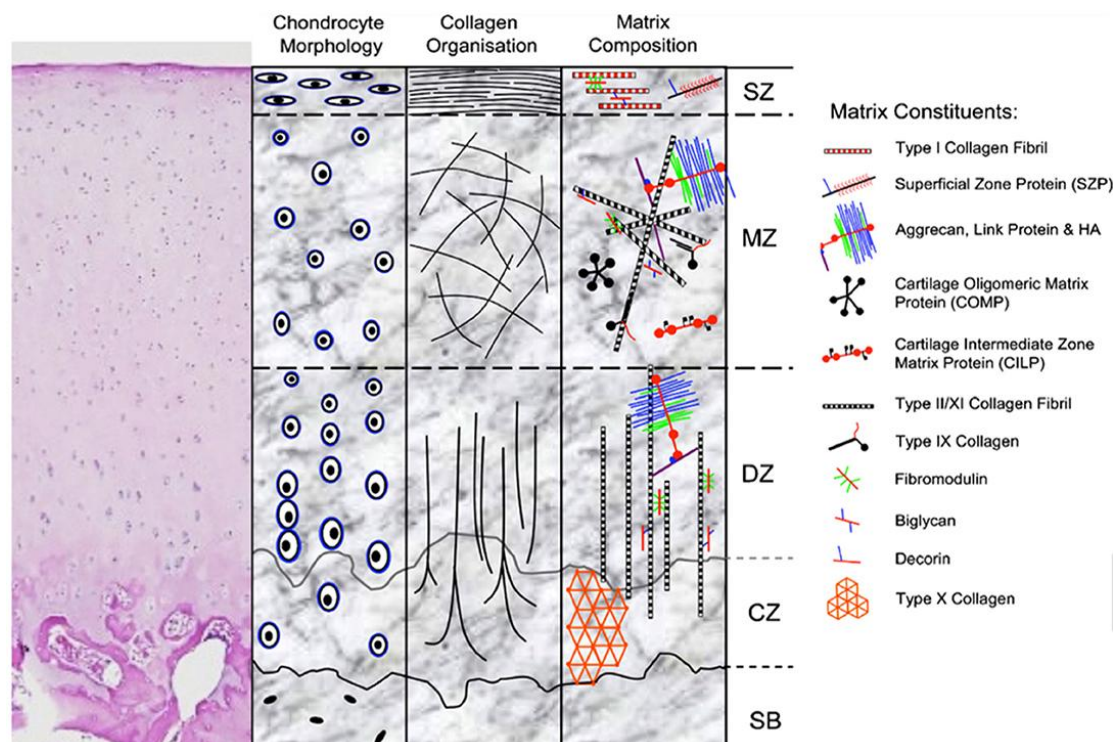 Chondrocyte
Morphology
Collagen
Organisation
Matrix
Composition
SZ
MZ
DZ
CZ
SB
Matrix Constituents:
Type I Collagen Fibril
Superficial Zone Protein (SZP)
Aggrecan, Link Protein & HA
Cartilage Oligomeric Matrix
Protein (COMP)
Cartilage Intermediate Zone
Matrix Protein (CILP)
Type II/XI Collagen Fibril
Type IX Collagen
Fibromodulin
Biglycan
Decorin
Type X Collagen